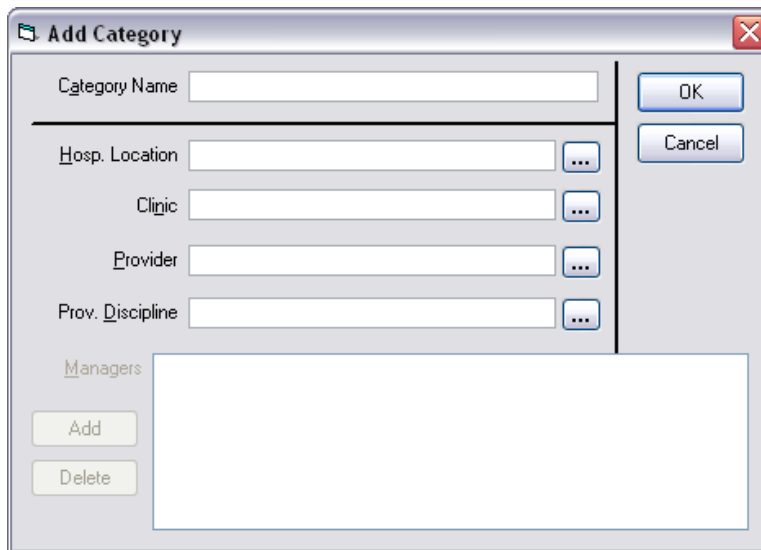 Add Category
Category Name
OK
Cancel
Hosp. Location
...
Clinic
...
Provider
...
Prov. Discipline
...
Managers
Add
Delete